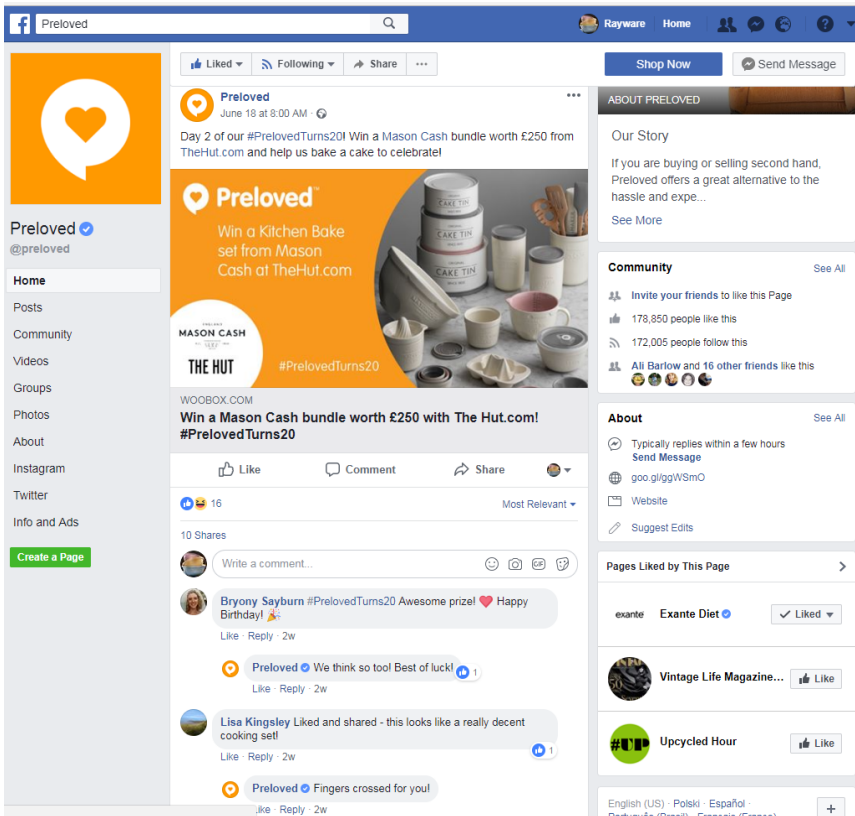 Preloved
Rayware Home
Preloved
@preloved
Home
Posts
Community
Videos
Groups
Photos
About
Instagram
Twitter
Info and Ads
Create a Page
Liked Following Share ...
Shop Now Send Message
Preloved
June 18 at 8:00 AM ·
Day 2 of our #PrelovedTurns20! Win a Mason Cash bundle worth £250 from
TheHut.com and help us bake a cake to celebrate!
Preloved™
Win a Kitchen Bake
set from Mason
Cash at TheHut.com
MASON CASH
THE HUT
#PrelovedTurns20
CAKE TIN
CAKE TIN
CAKE TIN
WOOBOX.COM
Win a Mason Cash bundle worth £250 with The Hut.com!
#PrelovedTurns20
Like Comment Share
16
Most Relevant
10 Shares
Write a comment...
GIF
Bryony Sayburn #PrelovedTurns20 Awesome prize! ❤ Happy
Birthday! 🎉
Like · Reply · 2w
Preloved We think so too! Best of luck!
1
Like · Reply · 2w
Lisa Kingsley Liked and shared - this looks like a really decent
cooking set!
1
Like · Reply · 2w
Preloved Fingers crossed for you!
Like · Reply · 2w
ABOUT PRELOVED
Our Story
If you are buying or selling second hand,
Preloved offers a great alternative to the
hassle and expe...
See More
Community See All
Invite your friends to like this Page
178,850 people like this
172,005 people follow this
Ali Barlow and 16 other friends like this
About See All
Typically replies within a few hours
Send Message
goo.gl/ggWSmO
Website
Suggest Edits
Pages Liked by This Page
exante Exante Diet Liked
Vintage Life Magazine... Like
#UP Upcycled Hour Like
English (US) · Polski · Español ·
Português (Brasil) · Français (France)